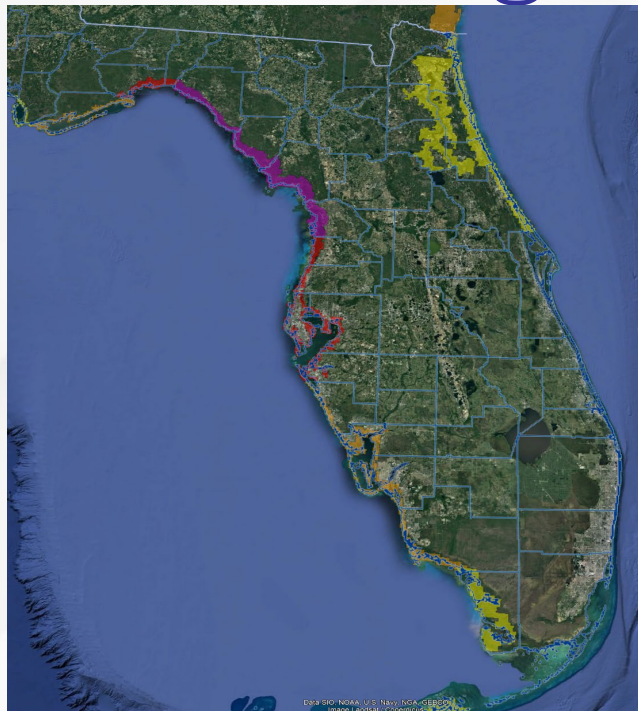 Data SIO, NOAA, U.S. Navy, NGA, GEBCO
Image Landsat / Copernicus